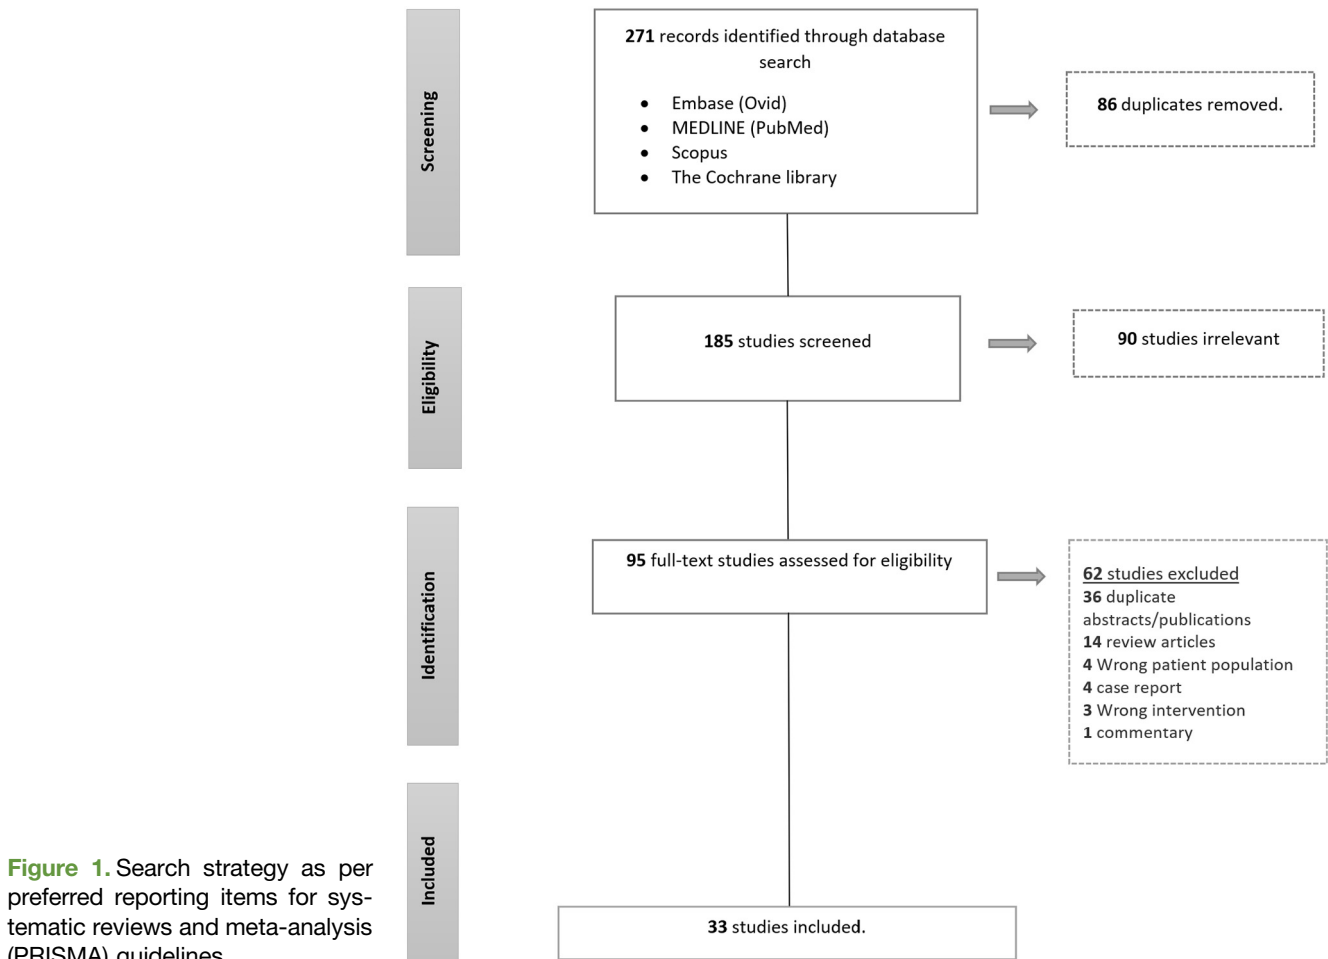 Screening
271 records identified through database
search
• Embase (Ovid)
• MEDLINE (PubMed)
• Scopus
• The Cochrane library
86 duplicates removed.
Eligibility
185 studies screened
90 studies irrelevant
Identification
95 full-text studies assessed for eligibility
62 studies excluded
36 duplicate
abstracts/publications
14 review articles
4 Wrong patient population
4 case report
3 Wrong intervention
1 commentary
Included
33 studies included.
Figure 1. Search strategy as per
preferred reporting items for sys-
tematic reviews and meta-analysis
(PRISMA) guidelines